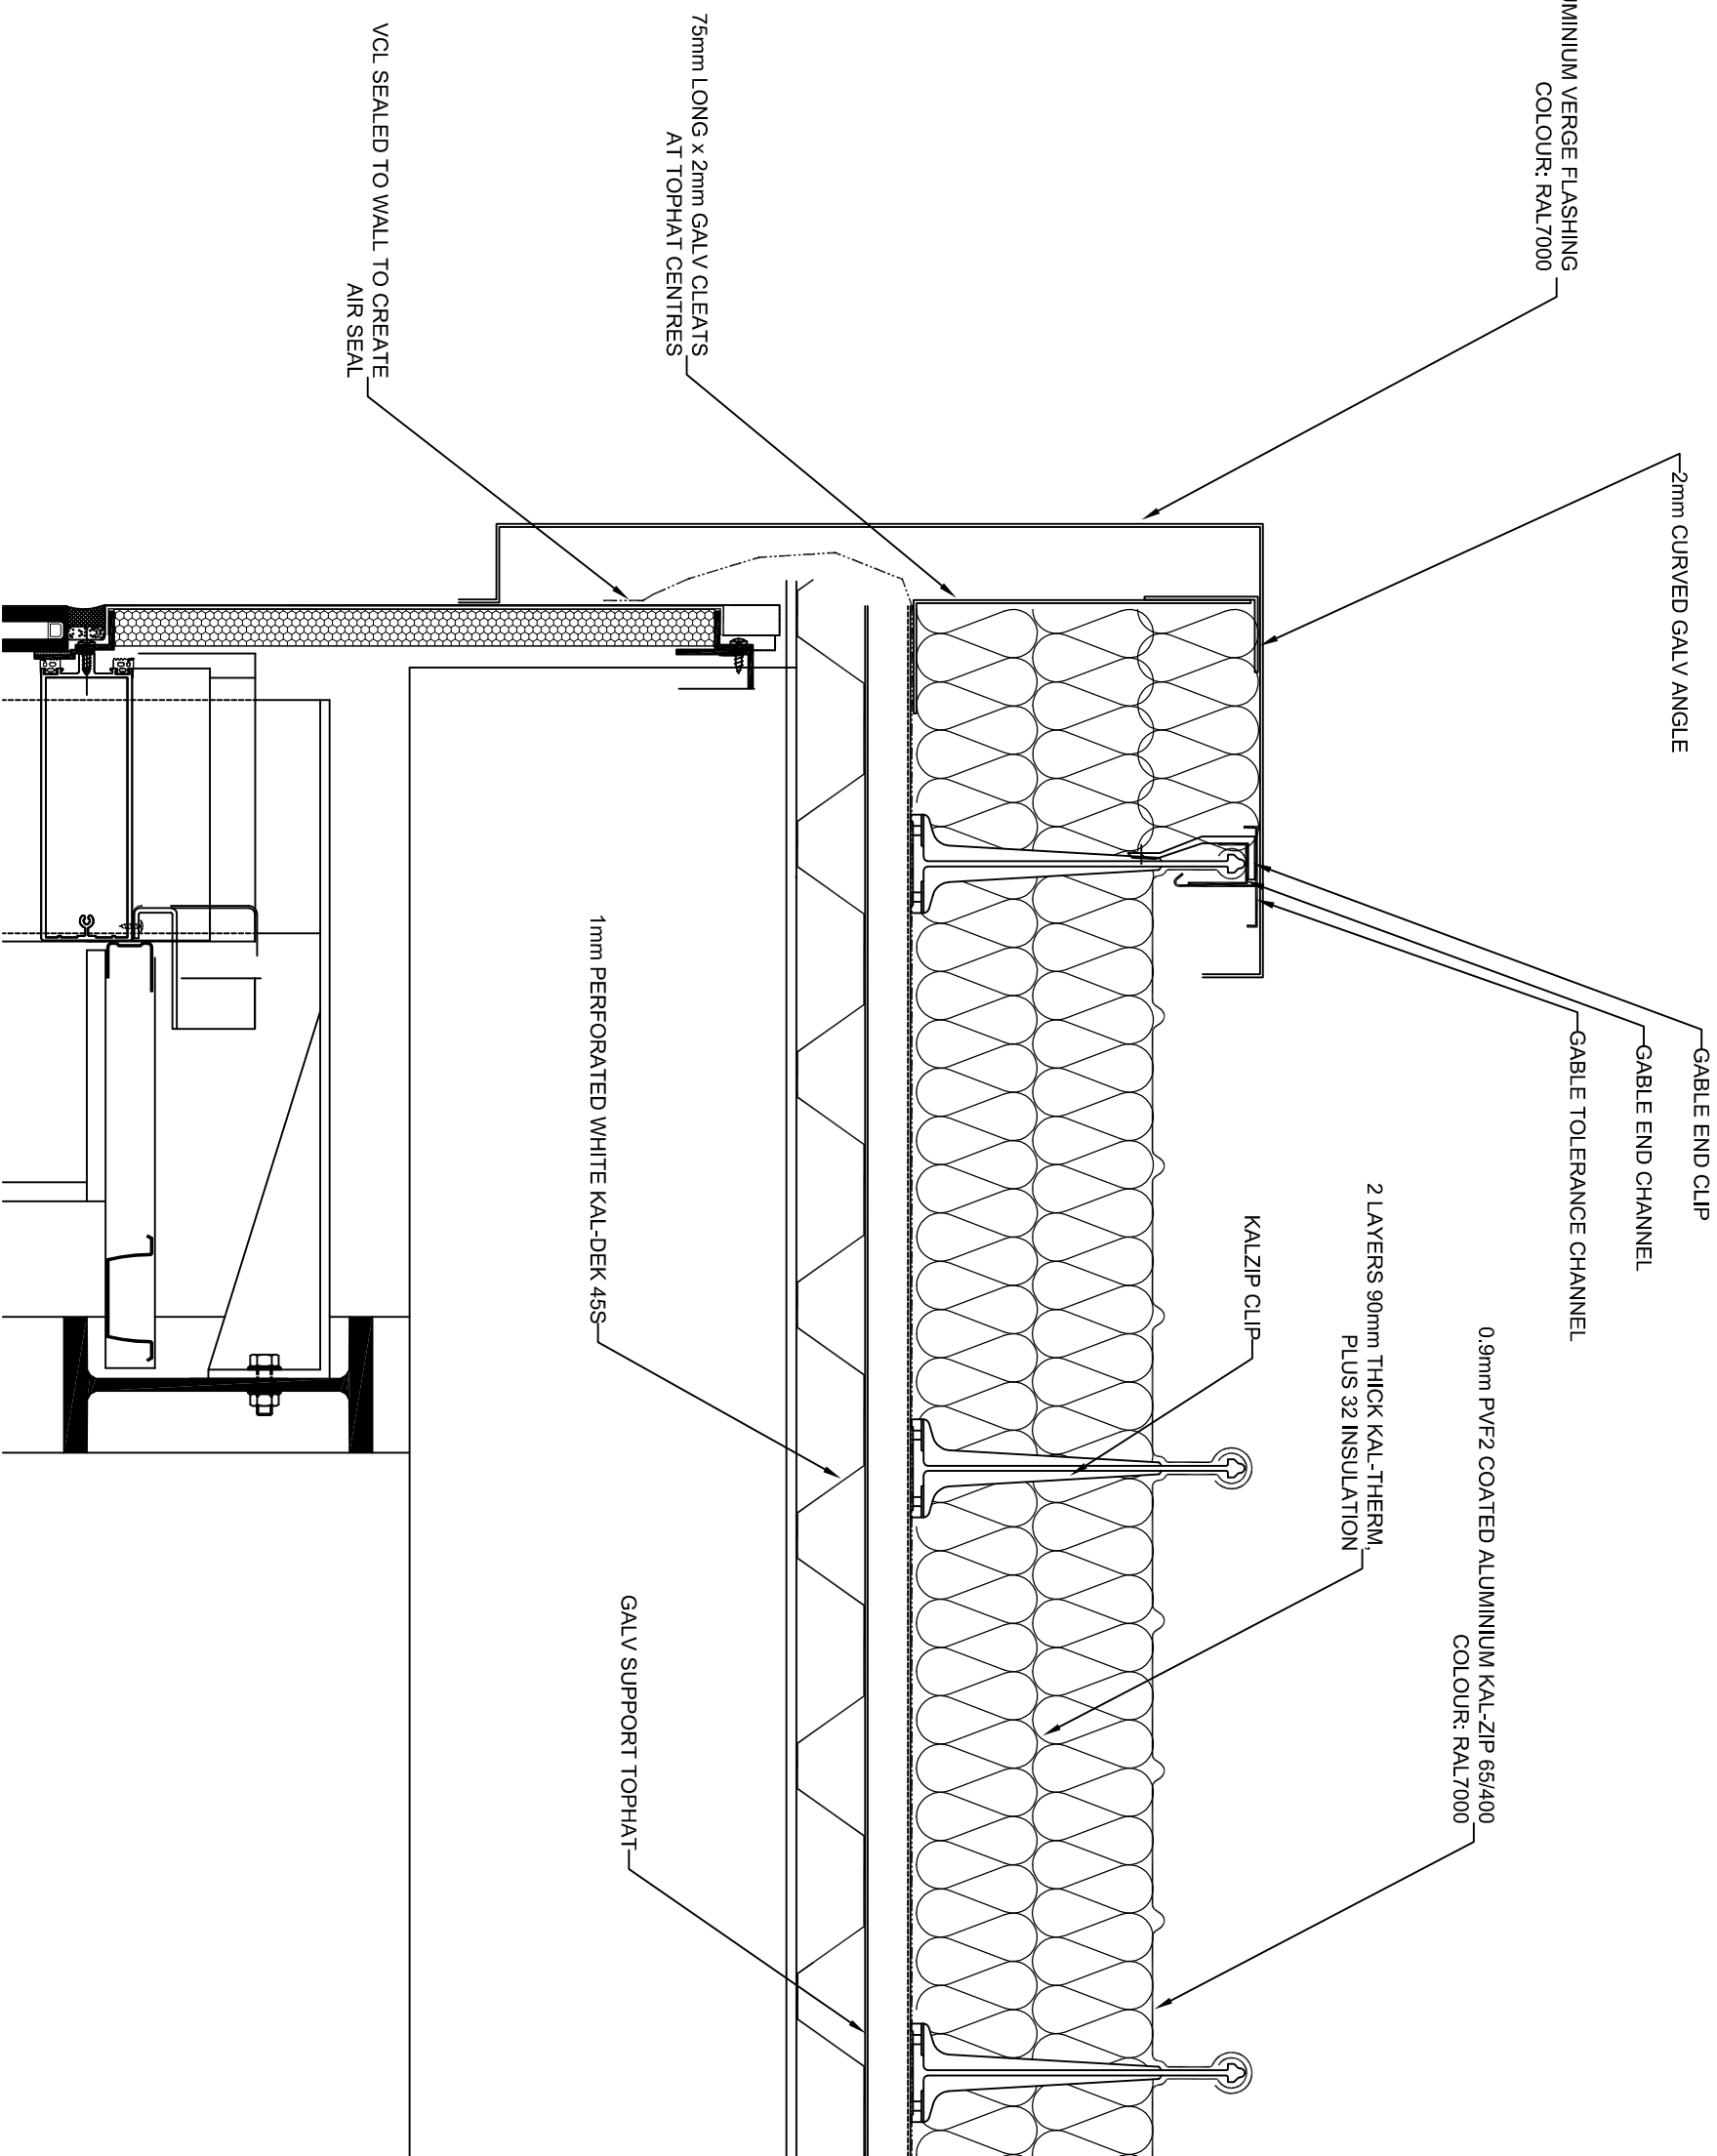 VERGE FLASHING
COLOUR: RAL7000
2mm CURVED GALV ANGLE
GABLE END CLIP
GABLE END CHANNEL
GABLE TOLERANCE CHANNEL
0.9mm PVF2 COATED ALUMINIUM KAL-ZIP 65/400
COLOUR: RAL7000
2 LAYERS 90mm THICK KAL-THERM,
PLUS 32 INSULATION
KALZIP CLIP
75mm LONG x 2mm GALV CLEATS
AT TOPHAT CENTRES
VCL SEALED TO WALL TO CREATE
AIR SEAL
1mm PERFORATED WHITE KAL-DEK 45S
GALV SUPPORT TOPHAT